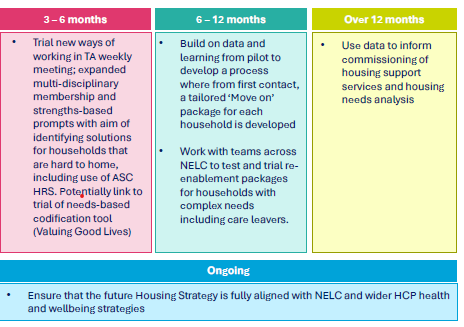 3 – 6 months
• Trial new ways of
working in TA weekly
meeting; expanded
multi-disciplinary
membership and
strengths-based
prompts with aim of
identifying solutions
for households that
are hard to home,
including use of ASC
HRS. Potentially link to
trial of needs-based
codification tool
(Valuing Good Lives)
6 – 12 months
• Build on data and
learning from pilot to
develop a process
where from first contact,
a tailored ‘Move on’
package for each
household is developed
• Work with teams across
NELC to test and trial re-
enablement packages
for households with
complex needs
including care leavers.
Over 12 months
• Use data to inform
commissioning of
housing support
services and housing
needs analysis
Ongoing
• Ensure that the future Housing Strategy is fully aligned with NELC and wider HCP health
and wellbeing strategies